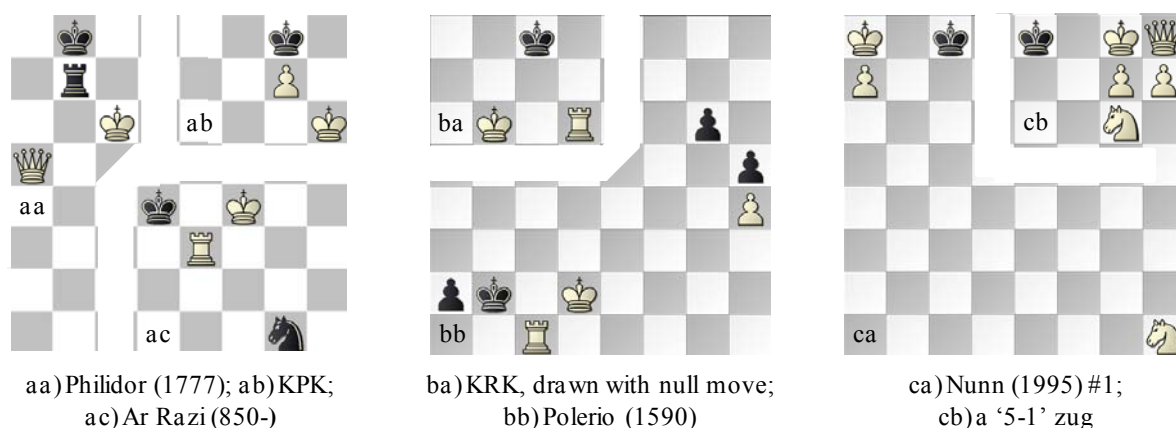 aa
ab
ac
ba
bb
ca
cb
aa) Philidor (1777); ab) KPK;
ac) Ar Razi (850-)
ba) KRK, drawn with null move;
bb) Polerio (1590)
ca) Nunn (1995) #1;
cb) a ‘5-1’ zug